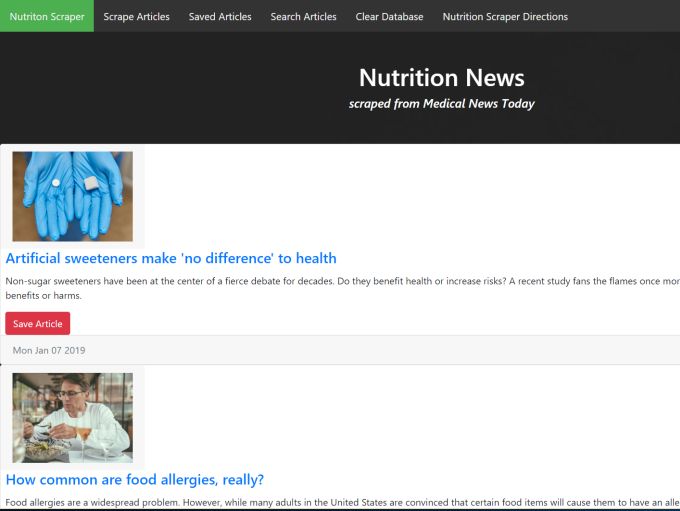 Nutriton Scraper Scrape Articles Saved Articles Search Articles Clear Database Nutrition Scraper Directions
Nutrition News
scraped from Medical News Today
Artificial sweeteners make 'no difference' to health
Non-sugar sweeteners have been at the center of a fierce debate for decades. Do they benefit health or increase risks? A recent study fans the flames once
benefits or harms.
Save Article
Mon Jan 07 2019
How common are food allergies, really?
Food allergies are a widespread problem. However, while many adults in the United States are convinced that certain food items will cause them to have an